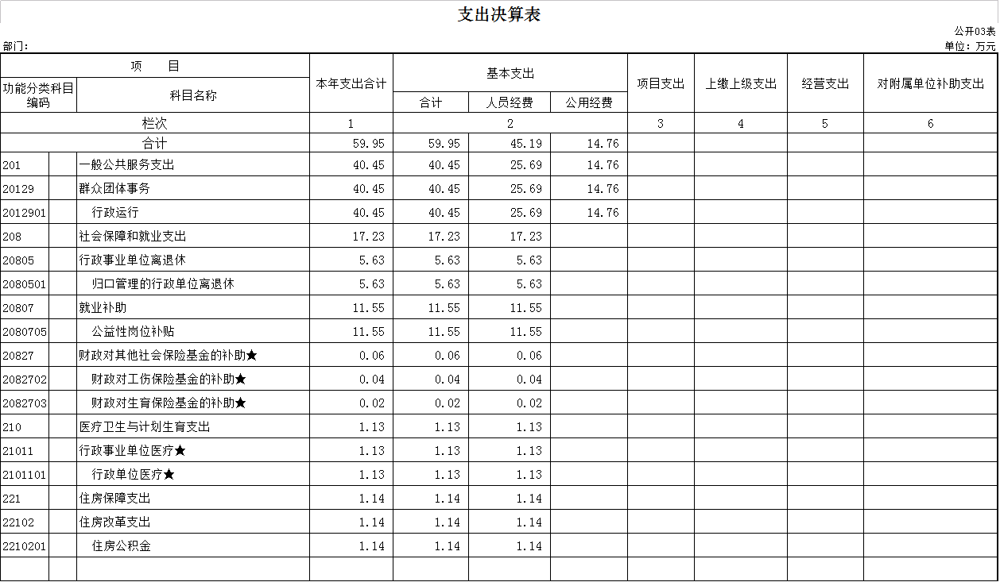 支出决算表
公开03表
部门：
单位：万元
项 目 本年支出合计 基本支出 项目支出 上缴上级支出 经营支出 对附属单位补助支出
功能分类科目编码 科目名称 合计 人员经费 公用经费
栏次 1 2 3 4 5 6
合计 59.95 59.95 45.19 14.76
201 一般公共服务支出 40.45 40.45 25.69 14.76
20129 群众团体事务 40.45 40.45 25.69 14.76
2012901 行政运行 40.45 40.45 25.69 14.76
208 社会保障和就业支出 17.23 17.23 17.23
20805 行政事业单位离退休 5.63 5.63 5.63
2080501 归口管理的行政单位离退休 5.63 5.63 5.63
20807 就业补助 11.55 11.55 11.55
2080705 公益性岗位补贴 11.55 11.55 11.55
20827 财政对其他社会保险基金的补助★ 0.06 0.06 0.06
2082702 财政对工伤保险基金的补助★ 0.04 0.04 0.04
2082703 财政对生育保险基金的补助★ 0.02 0.02 0.02
210 医疗卫生与计划生育支出 1.13 1.13 1.13
21011 行政事业单位医疗★ 1.13 1.13 1.13
2101101 行政单位医疗★ 1.13 1.13 1.13
221 住房保障支出 1.14 1.14 1.14
22102 住房改革支出 1.14 1.14 1.14
2210201 住房公积金 1.14 1.14 1.14